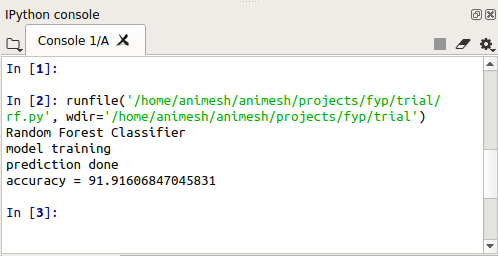 IPython console
Console 1/A
In [1]:
In [2]: runfile('/home/animesh/animesh/projects/fyp/trial/
rf.py', wdir='/home/animesh/animesh/projects/fyp/trial')
Random Forest Classifier
model training
prediction done
accuracy = 91.91606847045831
In [3]: